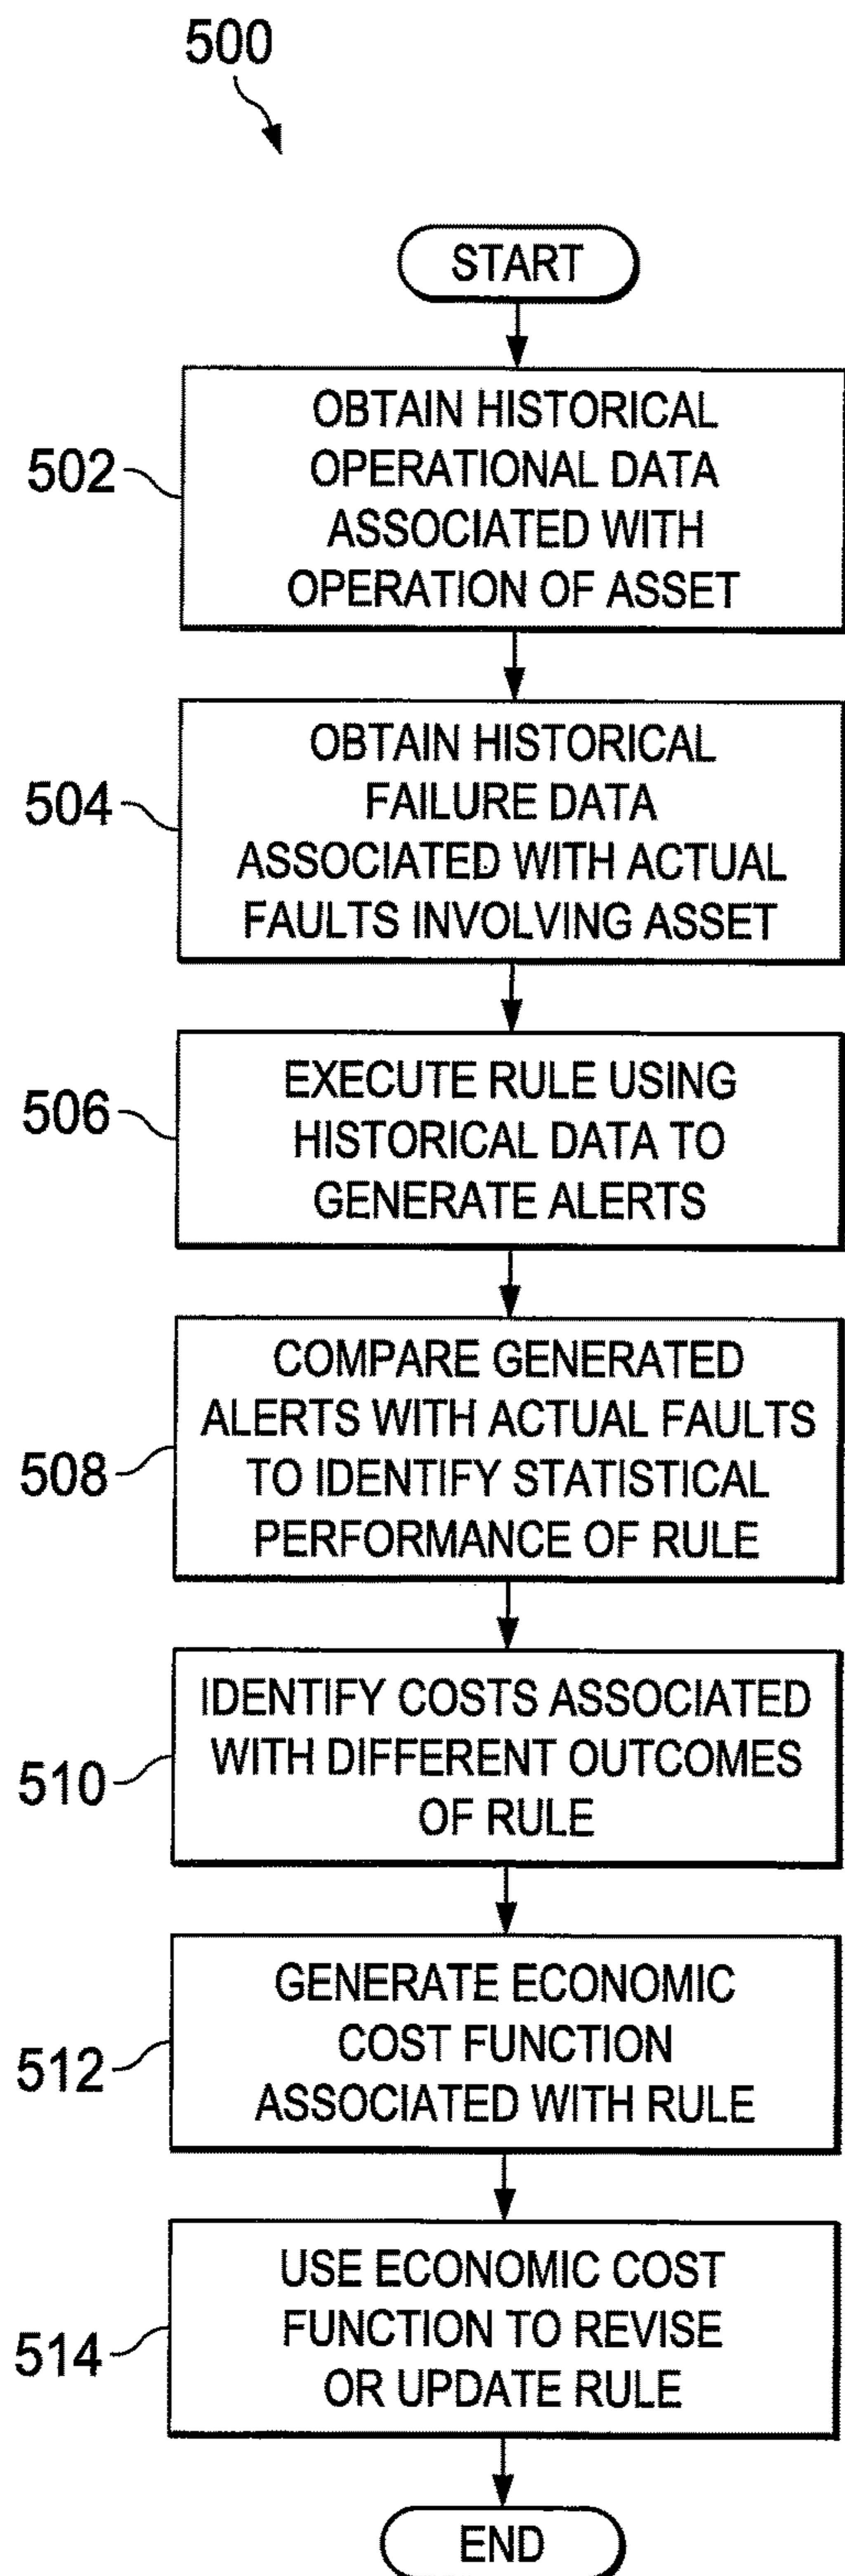 500
START
502
OBTAIN HISTORICAL
OPERATIONAL DATA
ASSOCIATED WITH
OPERATION OF ASSET
504
OBTAIN HISTORICAL
FAILURE DATA
ASSOCIATED WITH ACTUAL
FAULTS INVOLVING ASSET
506
EXECUTE RULE USING
HISTORICAL DATA TO
GENERATE ALERTS
508
COMPARE GENERATED
ALERTS WITH ACTUAL FAULTS
TO IDENTIFY STATISTICAL
PERFORMANCE OF RULE
510
IDENTIFY COSTS ASSOCIATED
WITH DIFFERENT OUTCOMES
OF RULE
512
GENERATE ECONOMIC
COST FUNCTION
ASSOCIATED WITH RULE
514
USE ECONOMIC COST
FUNCTION TO REVISE
OR UPDATE RULE
END